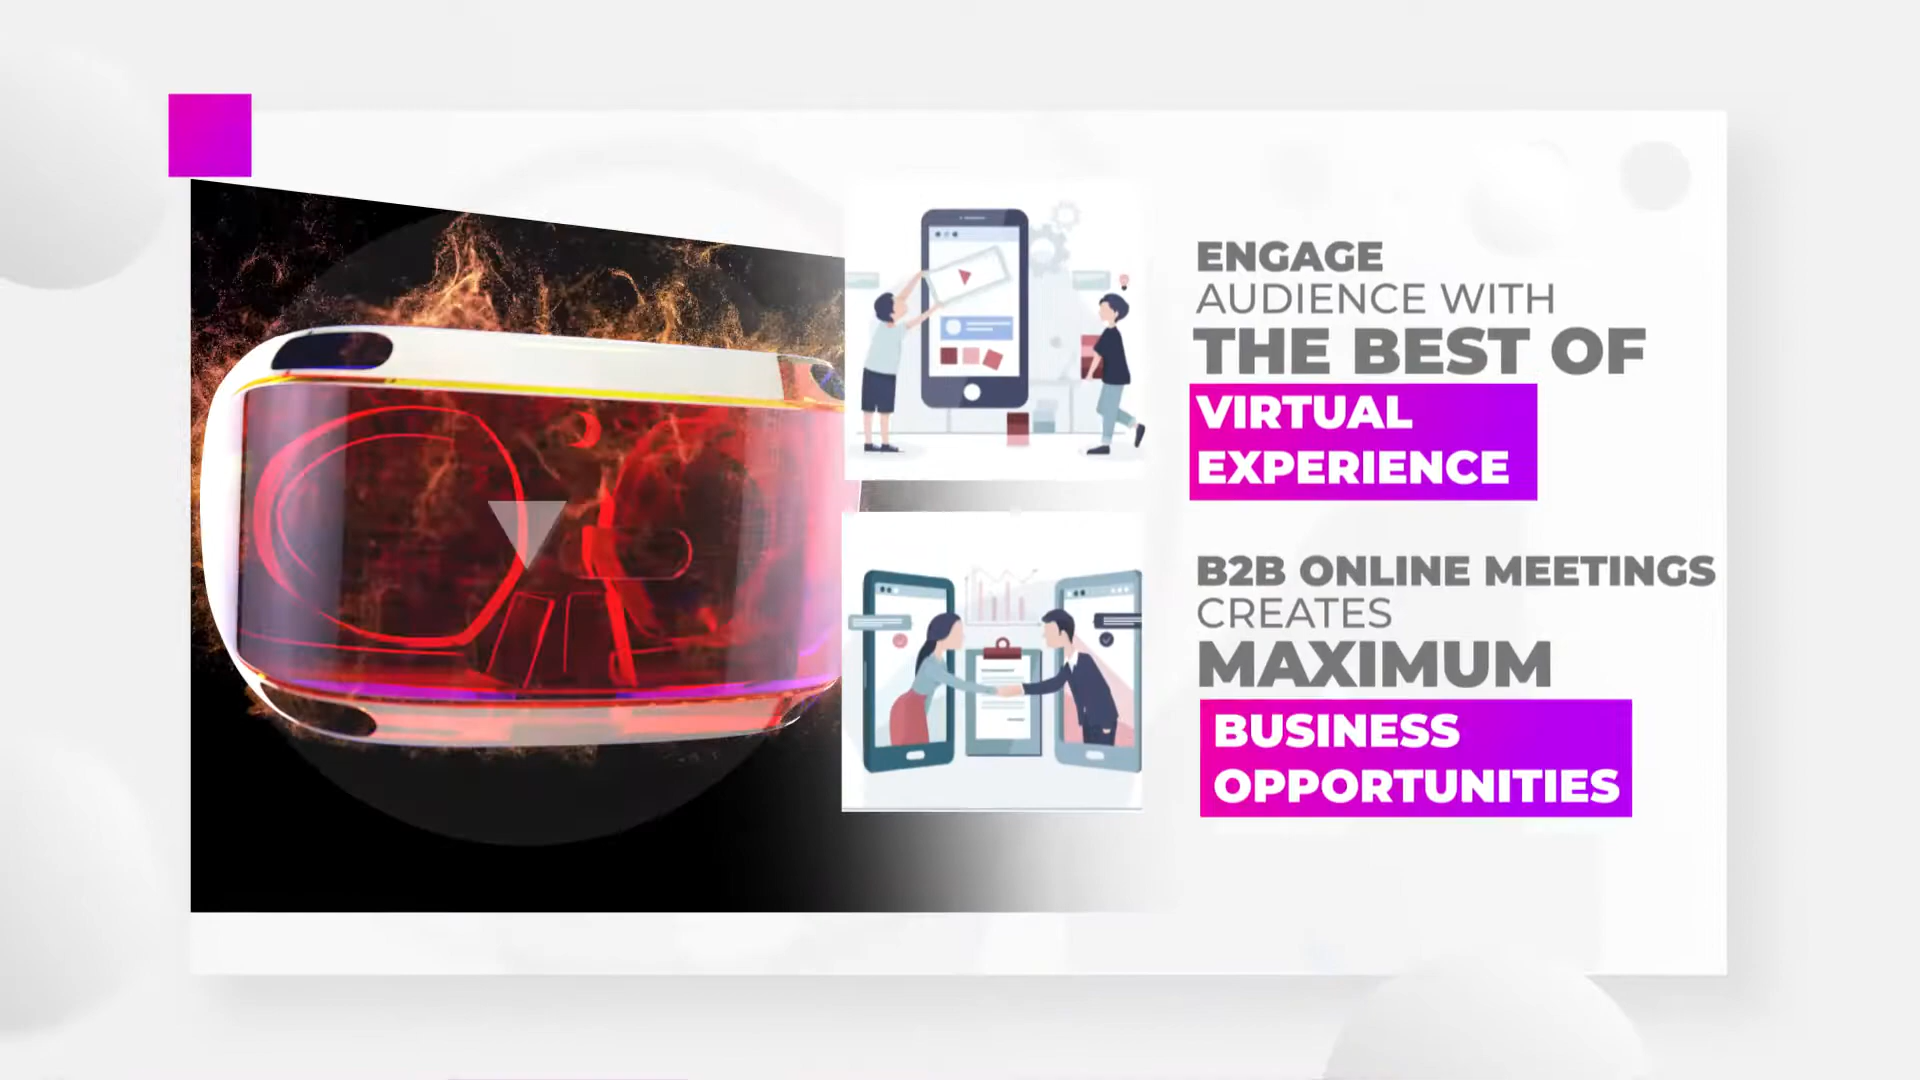 ENGAGE
AUDIENCE WITH
THE BEST OF
VIRTUAL
EXPERIENCE
B2B ONLINE MEETINGS
CREATES
MAXIMUM
BUSINESS
OPPORTUNITIES